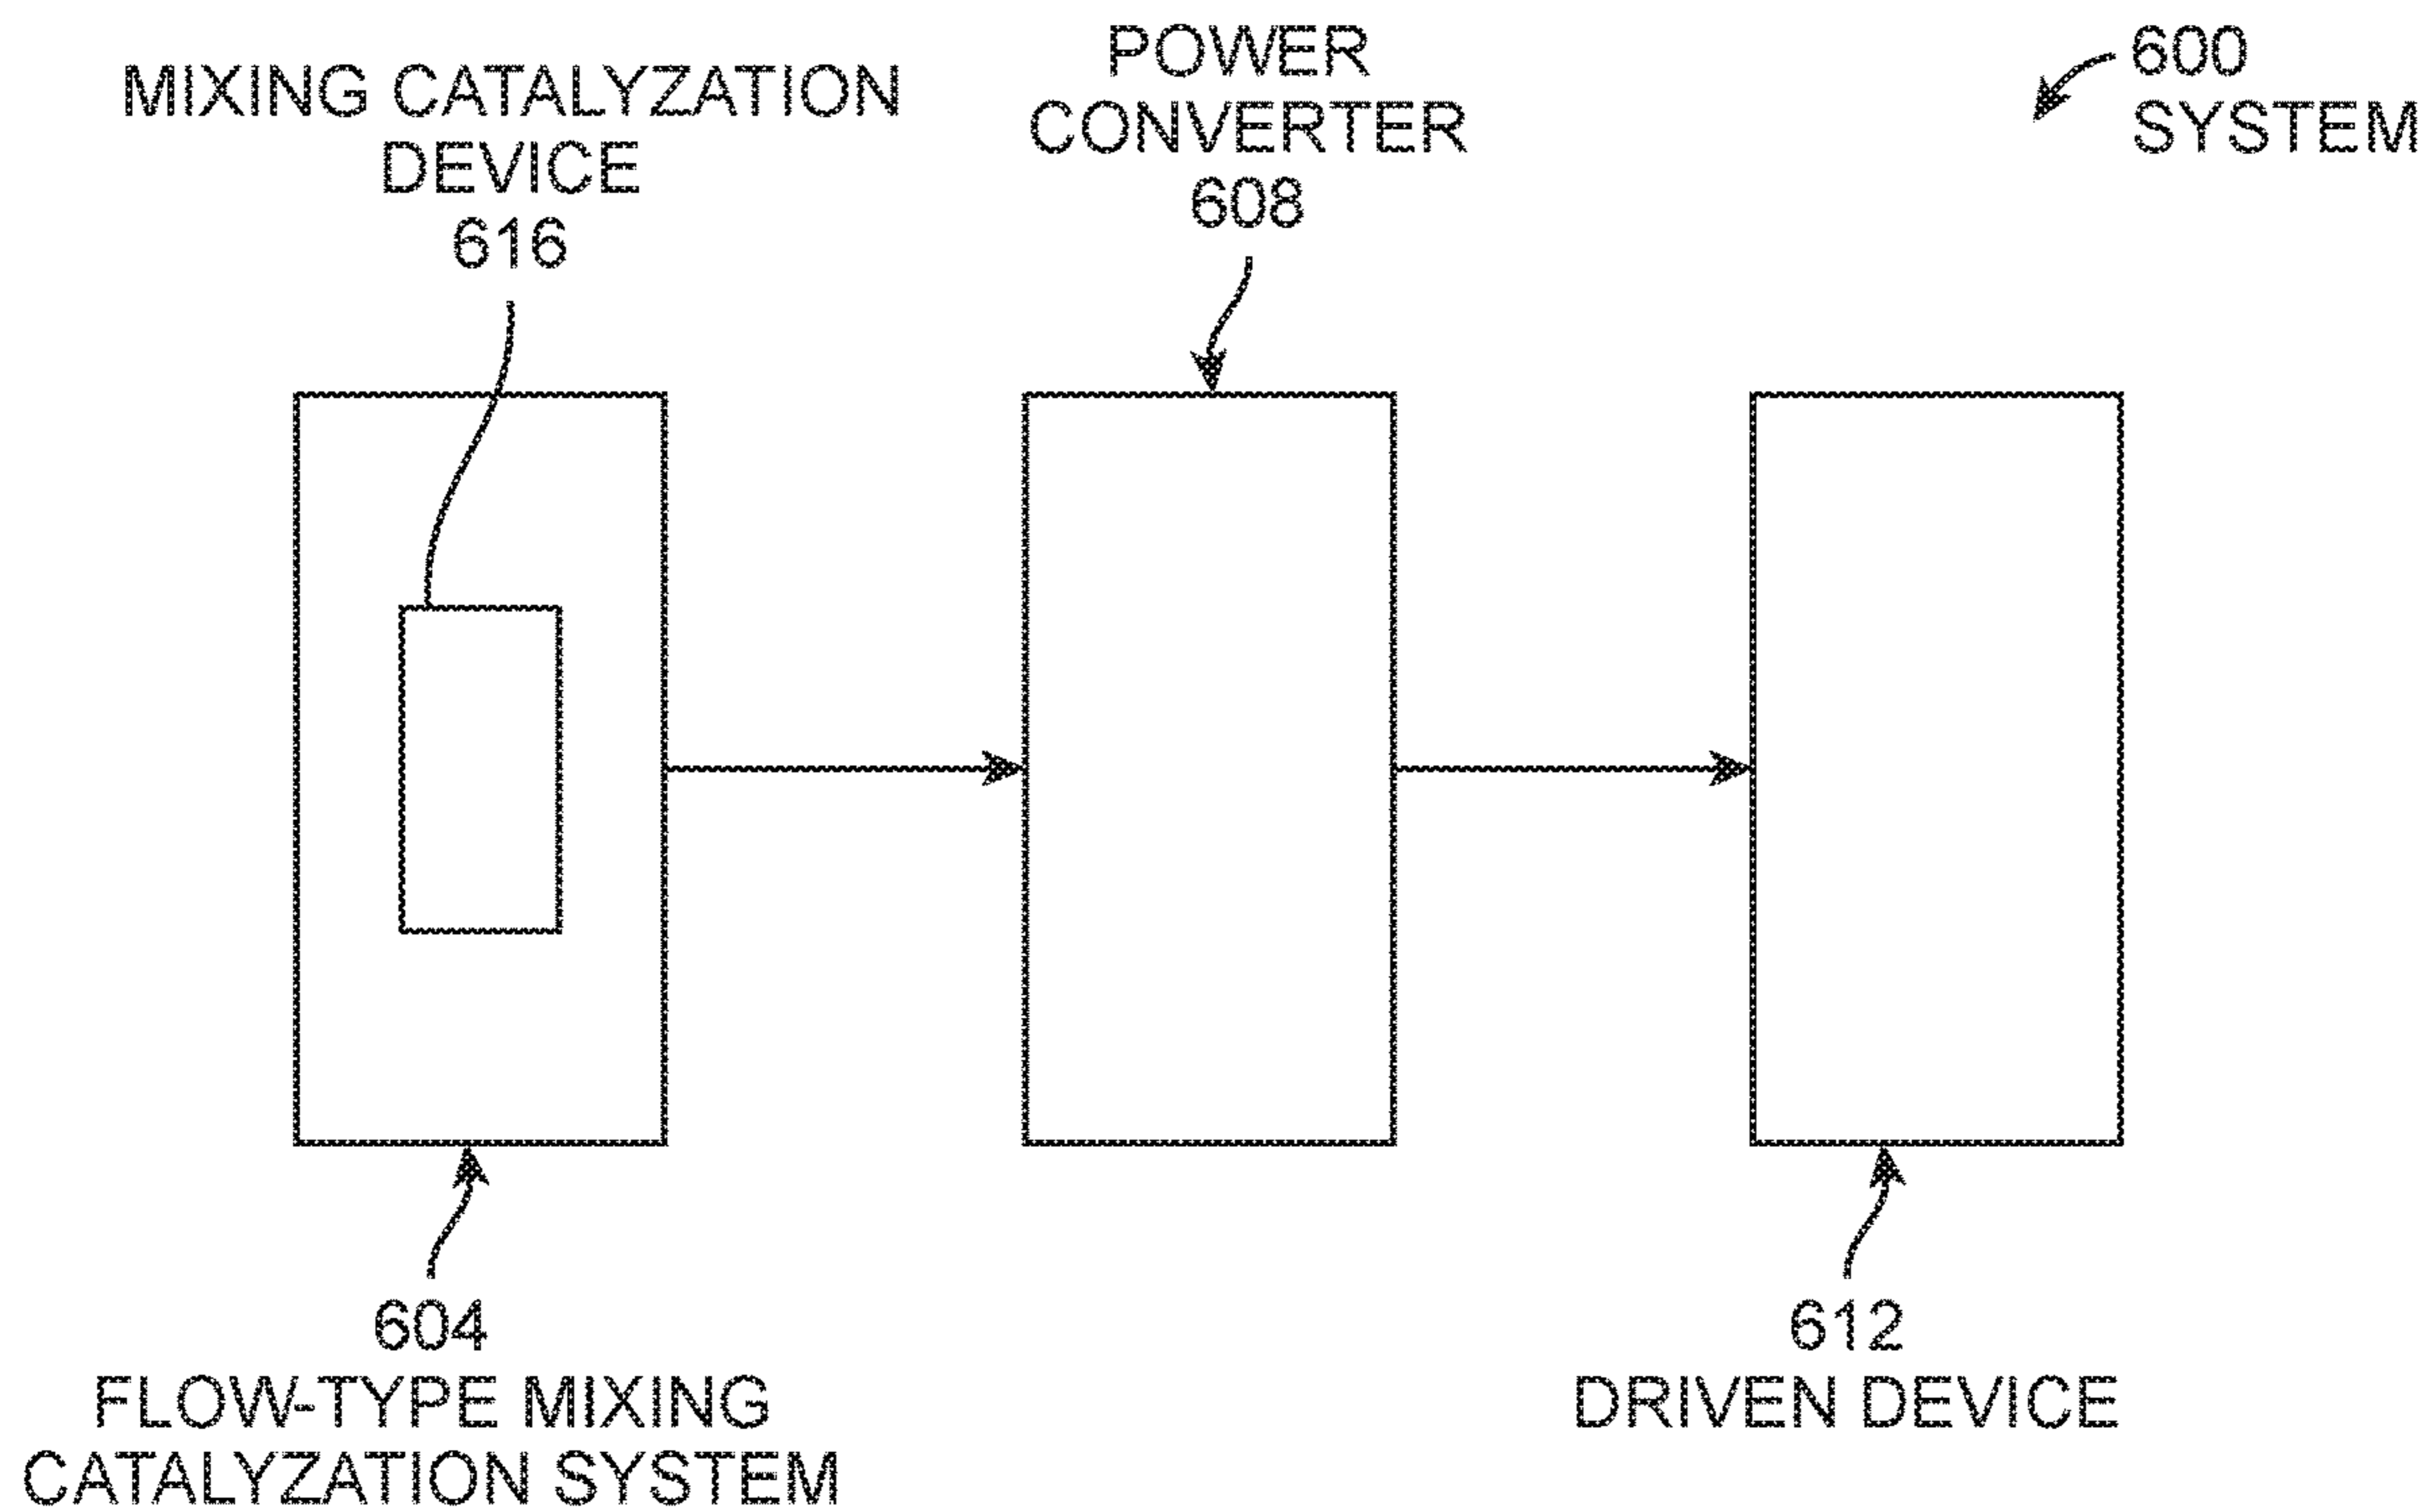 MIXING CATALYZATION
DEVICE
616
POWER
CONVERTER
608
600
SYSTEM
604
FLOW-TYPE MIXING
CATALYZATION SYSTEM
612
DRIVEN DEVICE